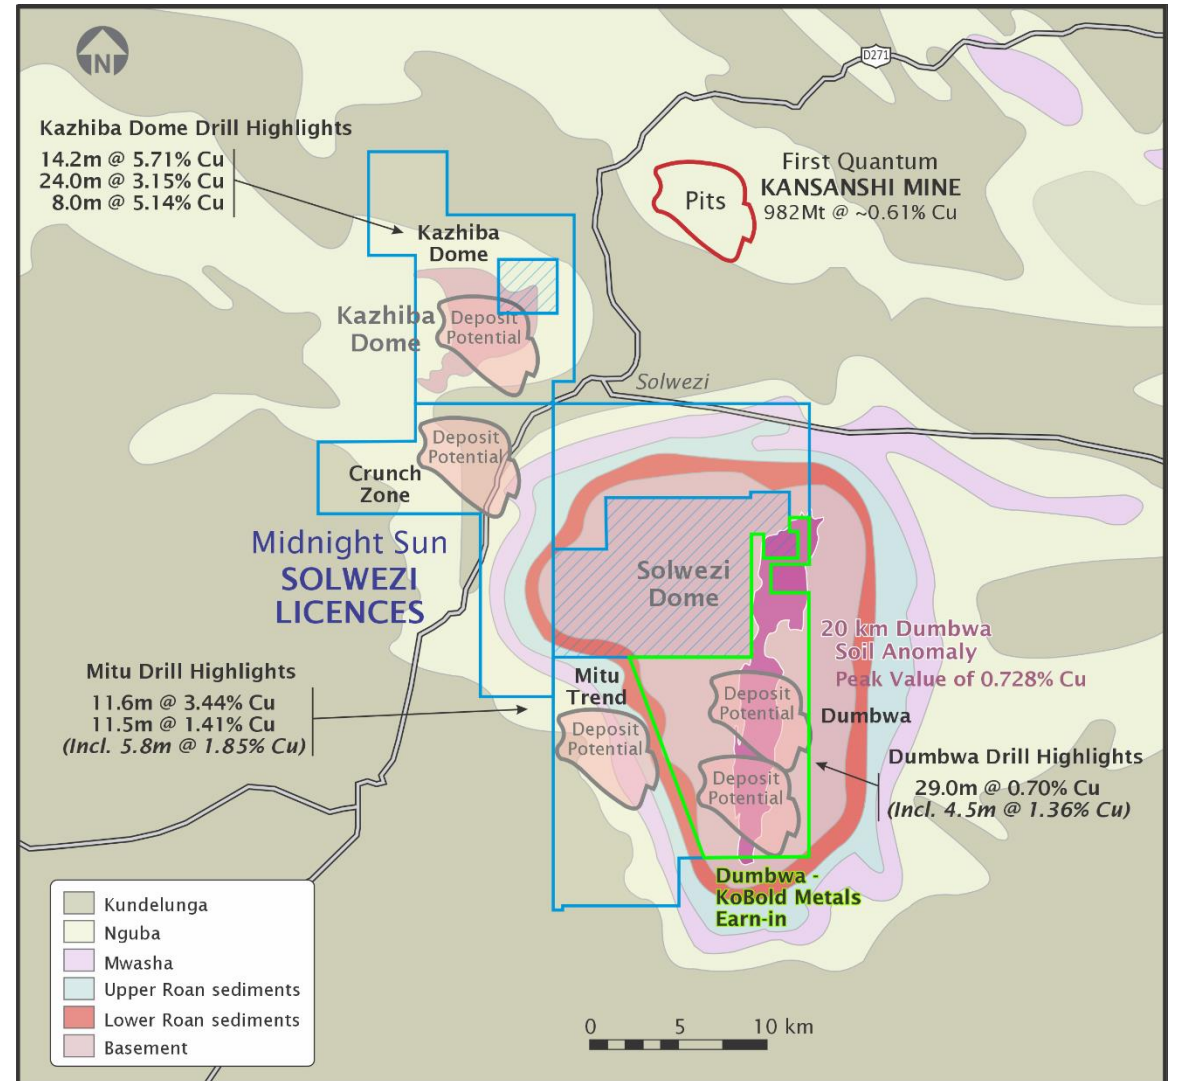 N
D271
Kazhiba Dome Drill Highlights
14.2m @ 5.71% Cu
24.0m @ 3.15% Cu
8.0m @ 5.14% Cu
First Quantum
KANSANSHI MINE
982Mt @ ~0.61% Cu
Pits
Kazhiba
Dome
Kazhiba
Dome
Deposit
Potential
Solwezi
Deposit
Potential
Crunch
Zone
Midnight Sun
SOLWEZI
LICENCES
Solwezi
Dome
20 km Dumbwa
Soil Anomaly
Peak Value of 0.728% Cu
Mitu Drill Highlights
11.6m @ 3.44% Cu
11.5m @ 1.41% Cu
(Incl. 5.8m @ 1.85% Cu)
Mitu
Trend
Deposit
Potential
Deposit
Potential
Dumbwa
Deposit
Potential
Dumbwa Drill Highlights
29.0m @ 0.70% Cu
(Incl. 4.5m @ 1.36% Cu)
Dumbwa -
KoBold Metals
Earn-in
Kundelunga
Nguba
Mwasha
Upper Roan sediments
Lower Roan sediments
Basement
0 5 10 km